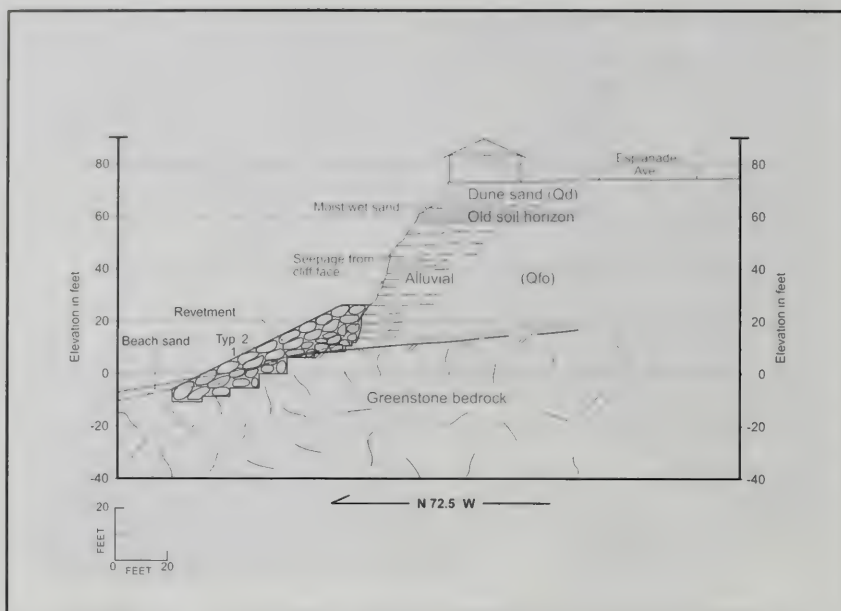 80
60
40
20
0
-20
-40
Elevation in feet
Esplanade
Ave
Dune sand (Qd)
Moist wet sand
Old soil horizon
Seepage from
cliff face
Alluvial
(Qfo)
Revetment
Beach sand
Typ 2
1
Greenstone bedrock
80
60
40
20
0
-20
-40
Elevation in feet
N 72.5 W
20
FEET
FEET 20